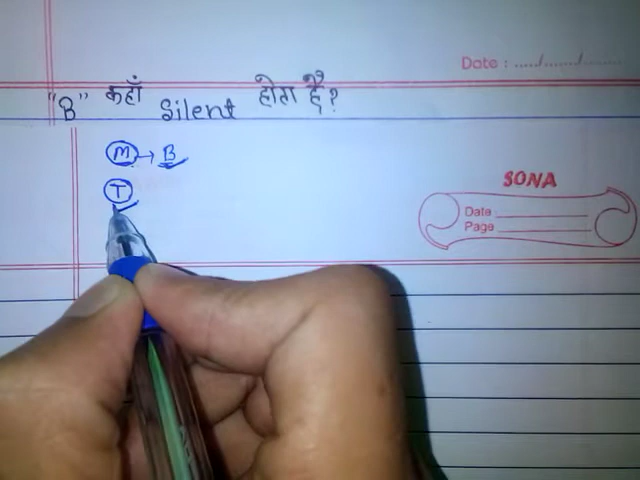 Date : ...../...../........
"B" कहाँ Silent होता है?
M → B
T
SONA
Date
Page